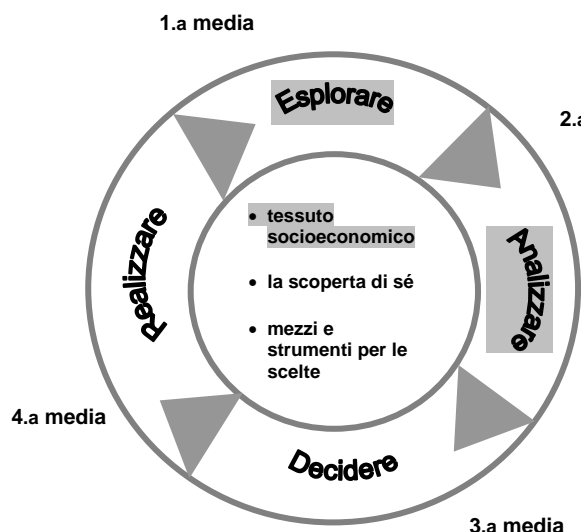 1.a media
Esplorare
2.a
Analizzare
• tessuto
socioeconomico
• la scoperta di sé
• mezzi e
strumenti per le
scelte
Realizzare
4.a media
Decidere
3.a media